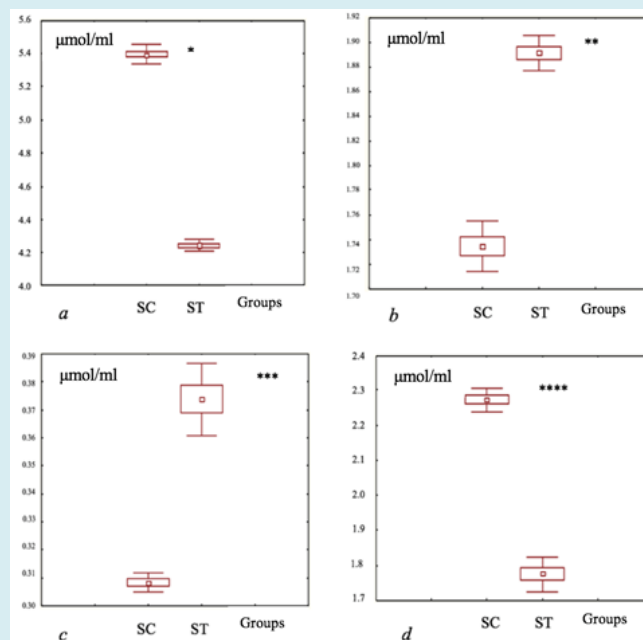 5.6
µmol/ml
5.4
*
5.2
5.0
4.8
4.6
4.4
4.2
4.0
a
SC
ST
Groups
1.92
µmol/ml
1.90
**
1.88
1.86
1.84
1.82
1.80
1.78
1.76
1.74
1.72
1.70
b
SC
ST
Groups
0.39
µmol/ml
***
0.38
0.37
0.36
0.35
0.34
0.33
0.32
0.31
0.30
c
SC
ST
Groups
2.4
µmol/ml
2.3
****
2.2
2.1
2.0
1.9
1.8
1.7
d
SC
ST
Groups